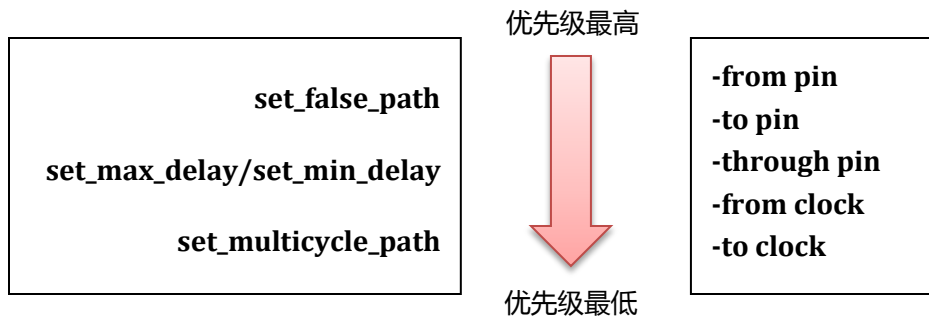 优先级最高
set_false_path
set_max_delay/set_min_delay
set_multicycle_path
-from pin
-to pin
-through pin
-from clock
-to clock
优先级最低